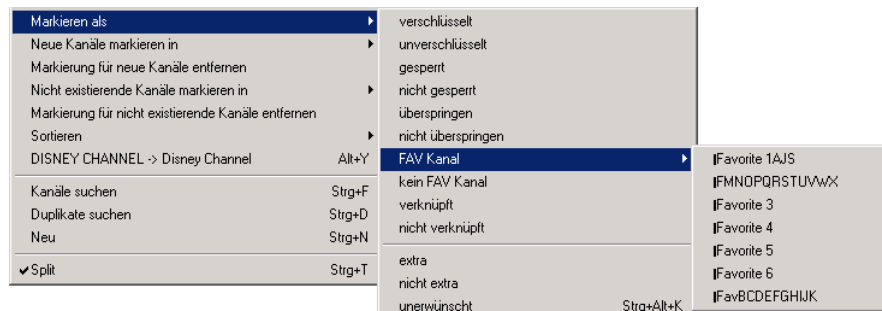 Markieren als
Neue Kanäle markieren in
Markierung für neue Kanäle entfernen
Nicht existierende Kanäle markieren in
Markierung für nicht existierende Kanäle entfernen
Sortieren
DISNEY CHANNEL -> Disney Channel Alt+Y
Kanäle suchen Strg+F
Duplikate suchen Strg+D
Neu Strg+N
Split Strg+T
verschlüsselt
unverschlüsselt
gesperrt
nicht gesperrt
überspringen
nicht überspringen
FAV Kanal
kein FAV Kanal
verknüpft
nicht verknüpft
extra
nicht extra
unerwünscht Strg+Alt+K
|Favorite 1AJS
|FMNOPQRSTUVWX
|Favorite 3
|Favorite 4
|Favorite 5
|Favorite 6
|FavBCDEFGHIJK